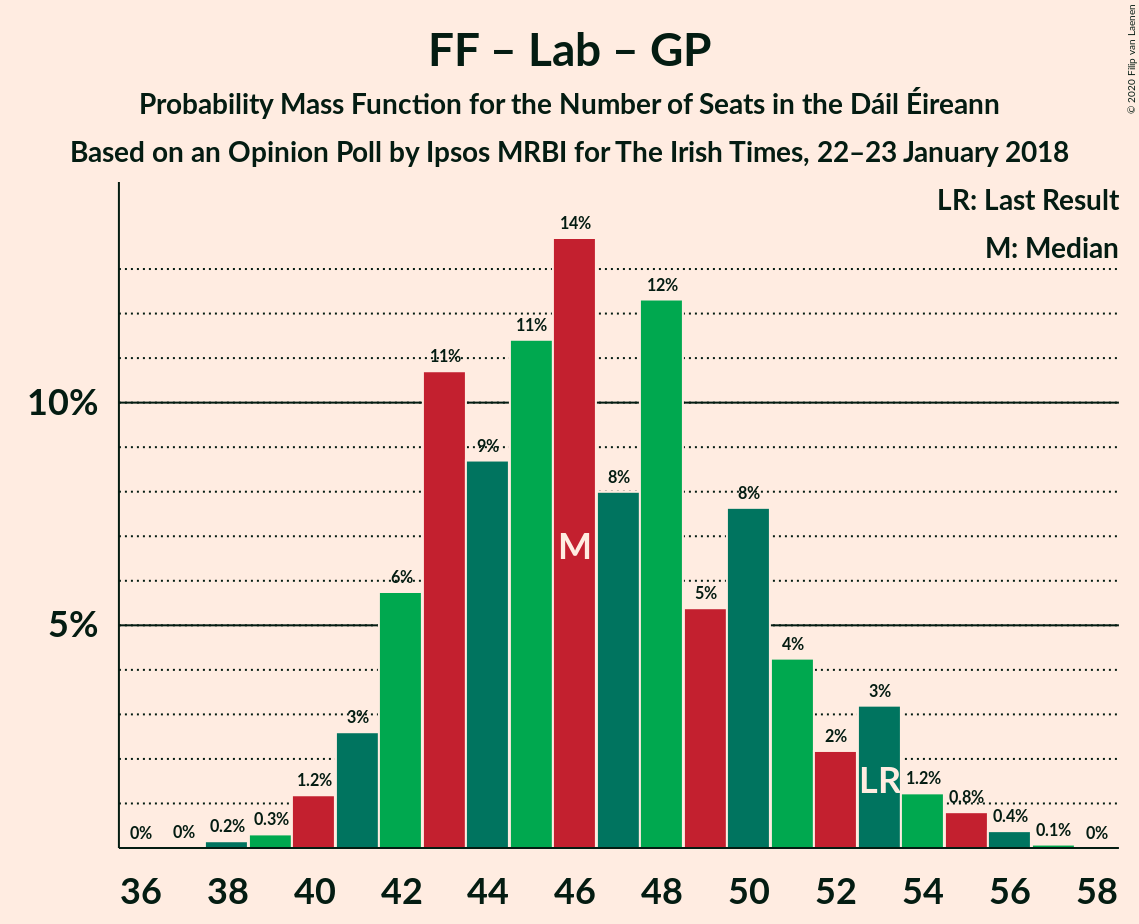 FF – Lab – GP
Probability Mass Function for the Number of Seats in the Dáil Éireann
Based on an Opinion Poll by Ipsos MRBI for The Irish Times, 22–23 January 2018
© 2020 Filip van Laenen
LR: Last Result
M: Median
14%
12%
11%
11%
10%
9%
8%
8%
M
6%
5%
5%
4%
3%
3%
2%
LR
1.2%
1.2%
0.8%
0.4%
0.3%
0.2%
0%
0%
0.1%
0%
36 38 40 42 44 46 48 50 52 54 56 58